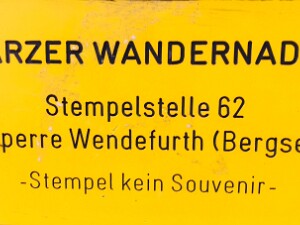 ARZER WANDERNAD
Stempelstelle 62
perre Wendefurth (Bergse
-Stempel kein Souvenir-